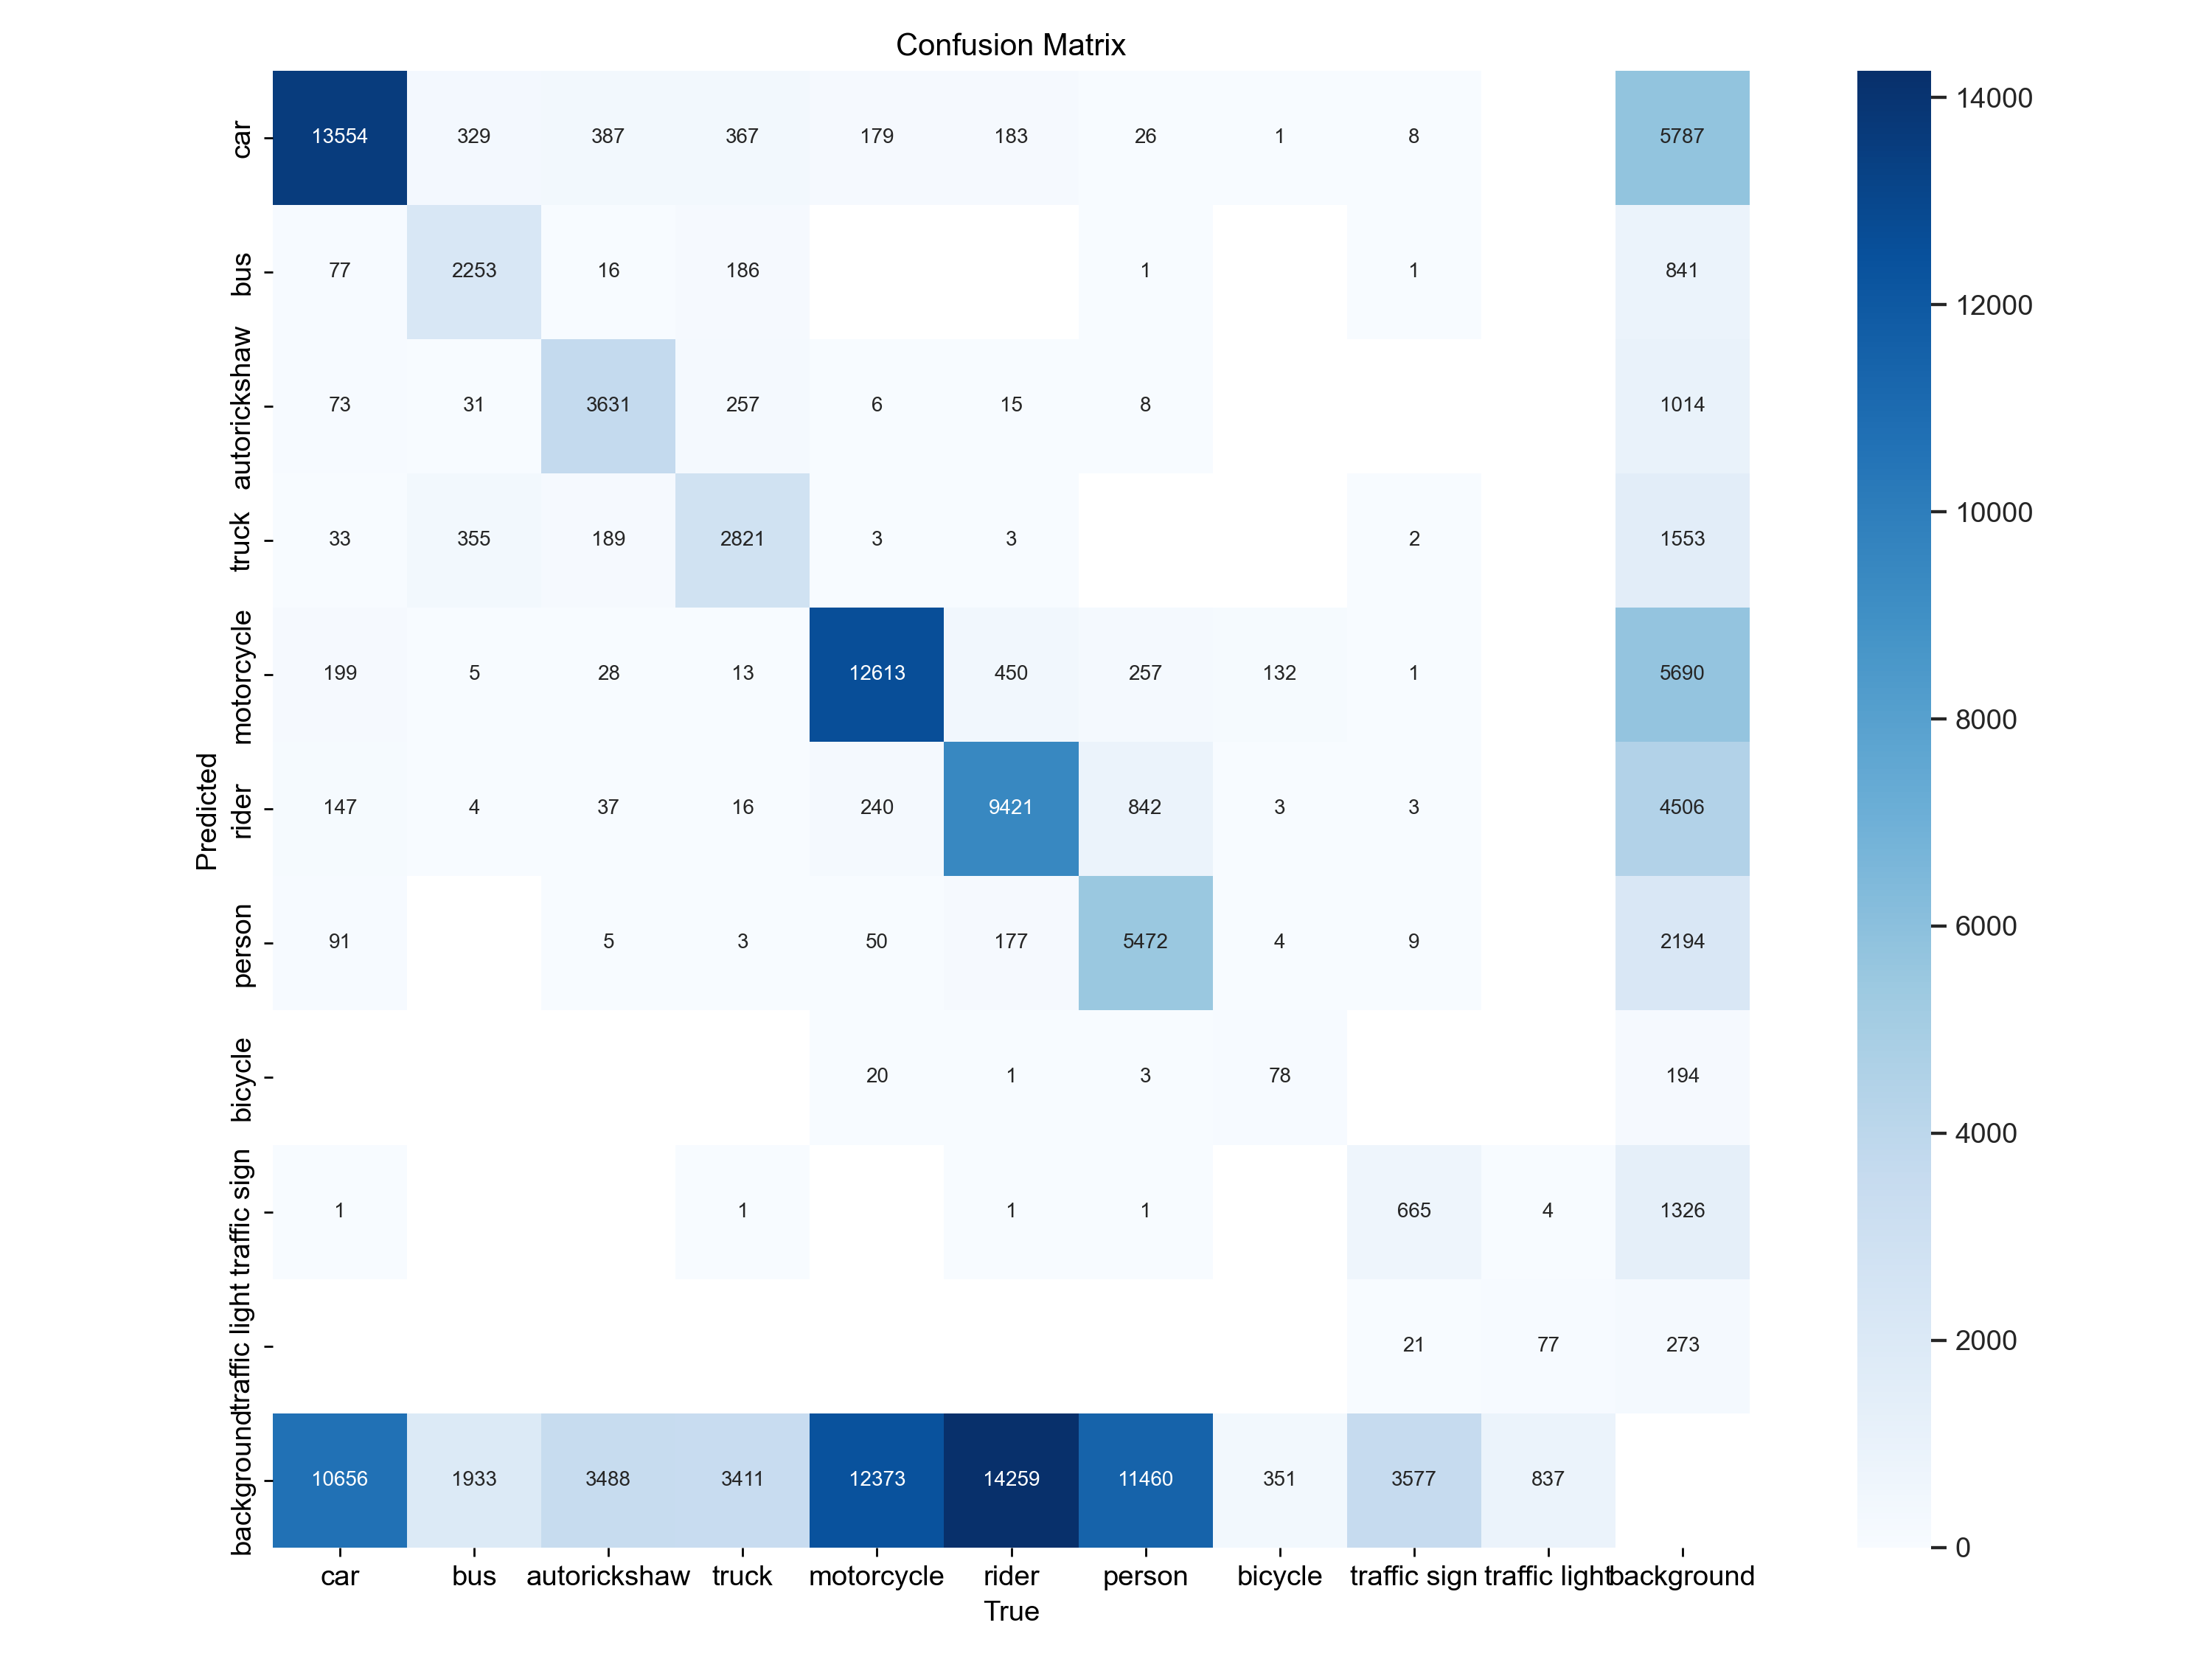 Confusion Matrix
car 13554 329 387 367 179 183 26 1 8 5787
bus 77 2253 16 186 1 1 841
autorickshaw 73 31 3631 257 6 15 8 1014
truck 33 355 189 2821 3 3 2 1553
motorcycle 199 5 28 13 12613 450 257 132 1 5690
rider 147 4 37 16 240 9421 842 3 3 4506
person 91 5 3 50 177 5472 4 9 2194
bicycle 20 1 3 78 194
traffic sign 1 1 1 1 665 4 1326
traffic light 21 77 273
background 10656 1933 3488 3411 12373 14259 11460 351 3577 837
car bus autorickshaw truck motorcycle rider person bicycle traffic sign traffic light background
True
Predicted
14000
12000
10000
8000
6000
4000
2000
0